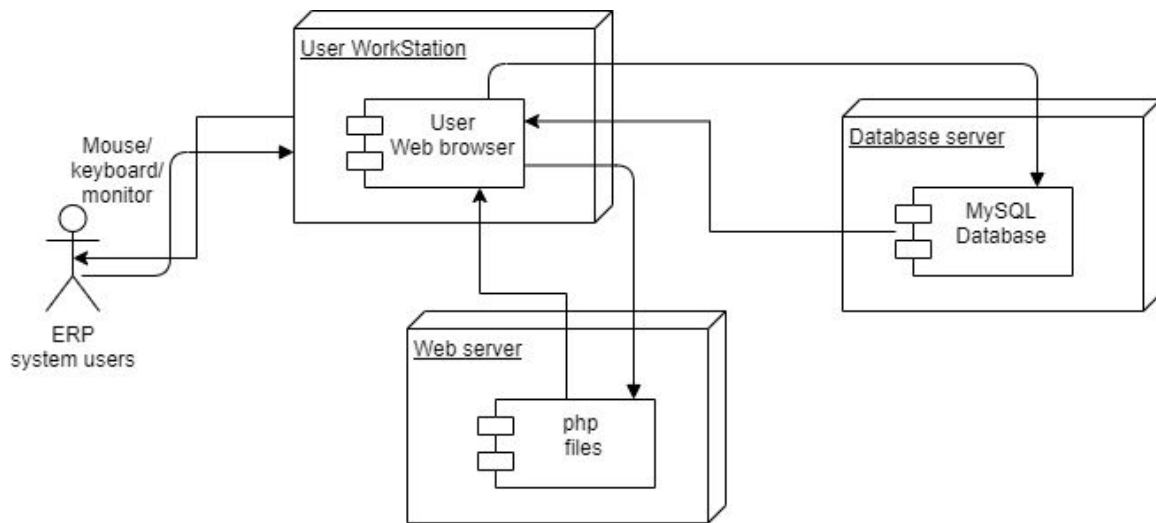 User WorkStation
User
Web browser
Mouse/
keyboard/
monitor
ERP
system users
Database server
MySQL
Database
Web server
php
files